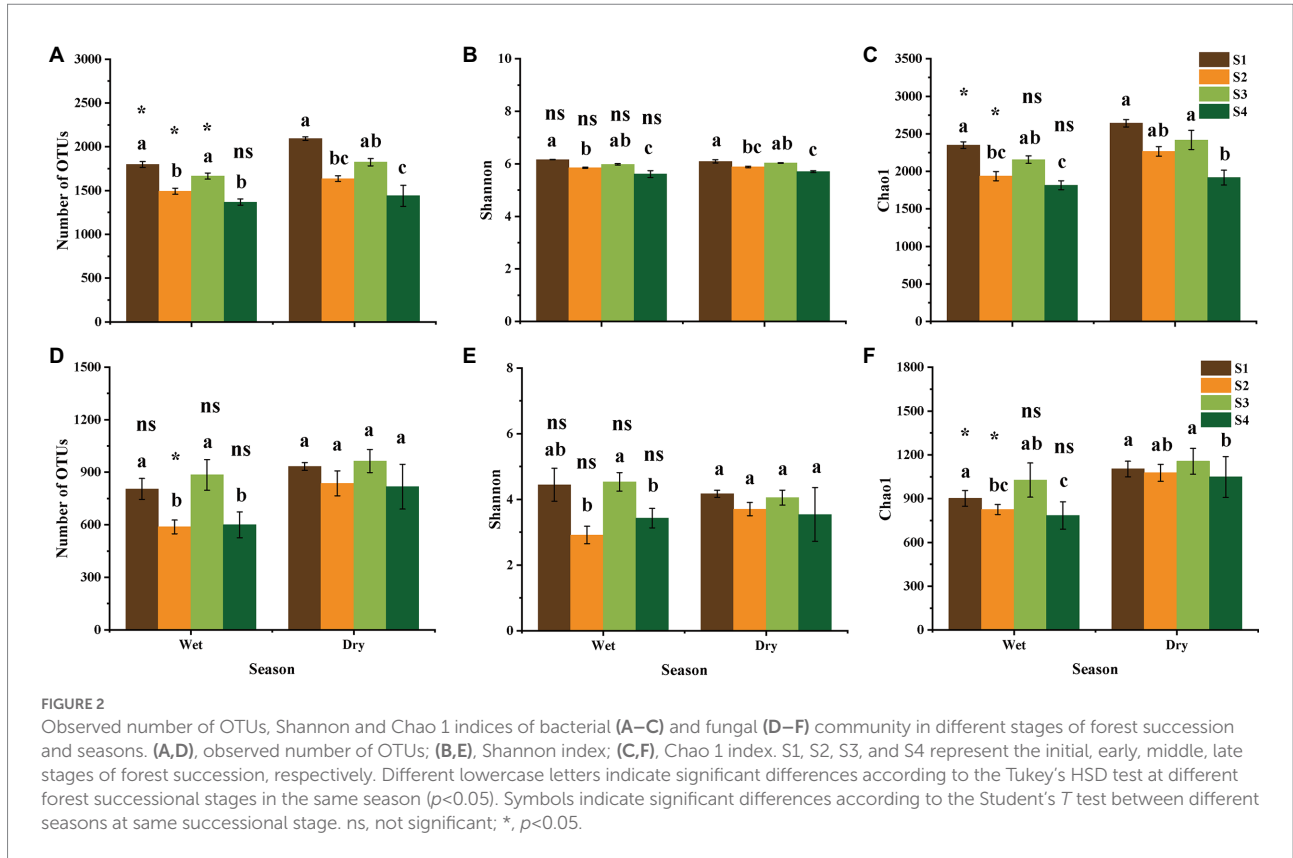 A
Number of OTUs
3000
2500
2000
1500
1000
500
0
* * * ns
a b a b
a bc ab c
B
Shannon
10
8
6
4
2
0
ns ns ns ns
a b ab c
a bc ab c
C
Chao1
3500
3000
2500
2000
1500
1000
500
0
* * ns ns
a bc ab c
a ab a b
S1
S2
S3
S4
D
Number of OTUs
1500
1200
900
600
300
0
ns * ns ns
a b a b
a a a a
Wet Dry
Season
E
Shannon
8
6
4
2
0
ns ns ns ns
ab b a b
a a a a
Wet Dry
Season
F
Chao1
1800
1500
1200
900
600
300
0
* * ns ns
a bc ab c
a ab a b
S1
S2
S3
S4
Wet Dry
Season
FIGURE 2
Observed number of OTUs, Shannon and Chao 1 indices of bacterial (A–C) and fungal (D–F) community in different stages of forest succession
and seasons. (A,D), observed number of OTUs; (B,E), Shannon index; (C,F), Chao 1 index. S1, S2, S3, and S4 represent the initial, early, middle, late
stages of forest succession, respectively. Different lowercase letters indicate significant differences according to the Tukey's HSD test at different
forest successional stages in the same season (p<0.05). Symbols indicate significant differences according to the Student's T test between different
seasons at same successional stage. ns, not significant; *, p<0.05.